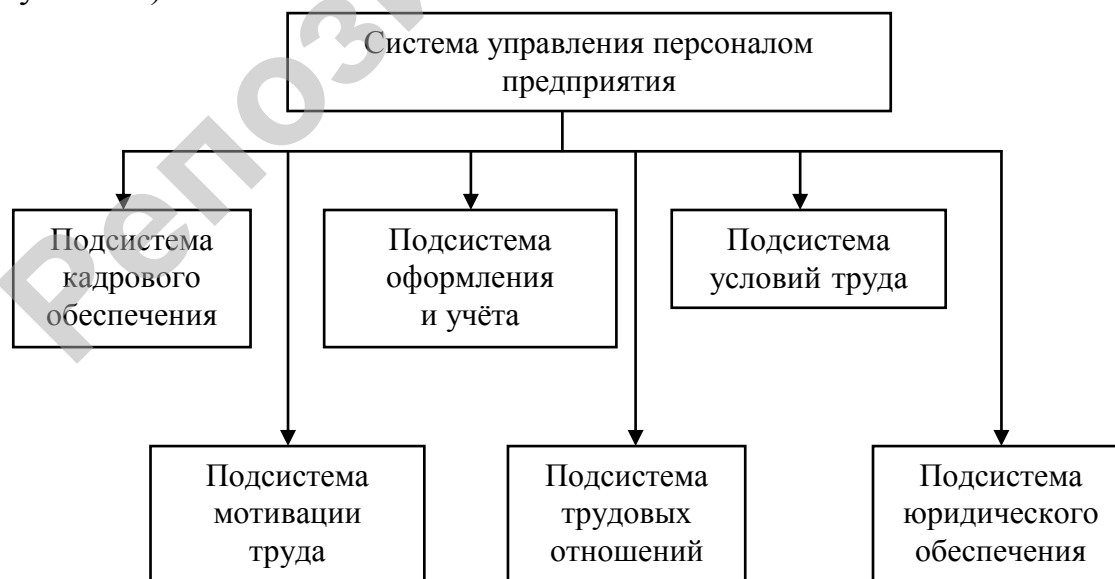 Система управления персоналом
предприятия
Подсистема
кадрового
обеспечения
Подсистема
оформления
и учёта
Подсистема
условий труда
Подсистема
мотивации
труда
Подсистема
трудовых
отношений
Подсистема
юридического
обеспечения